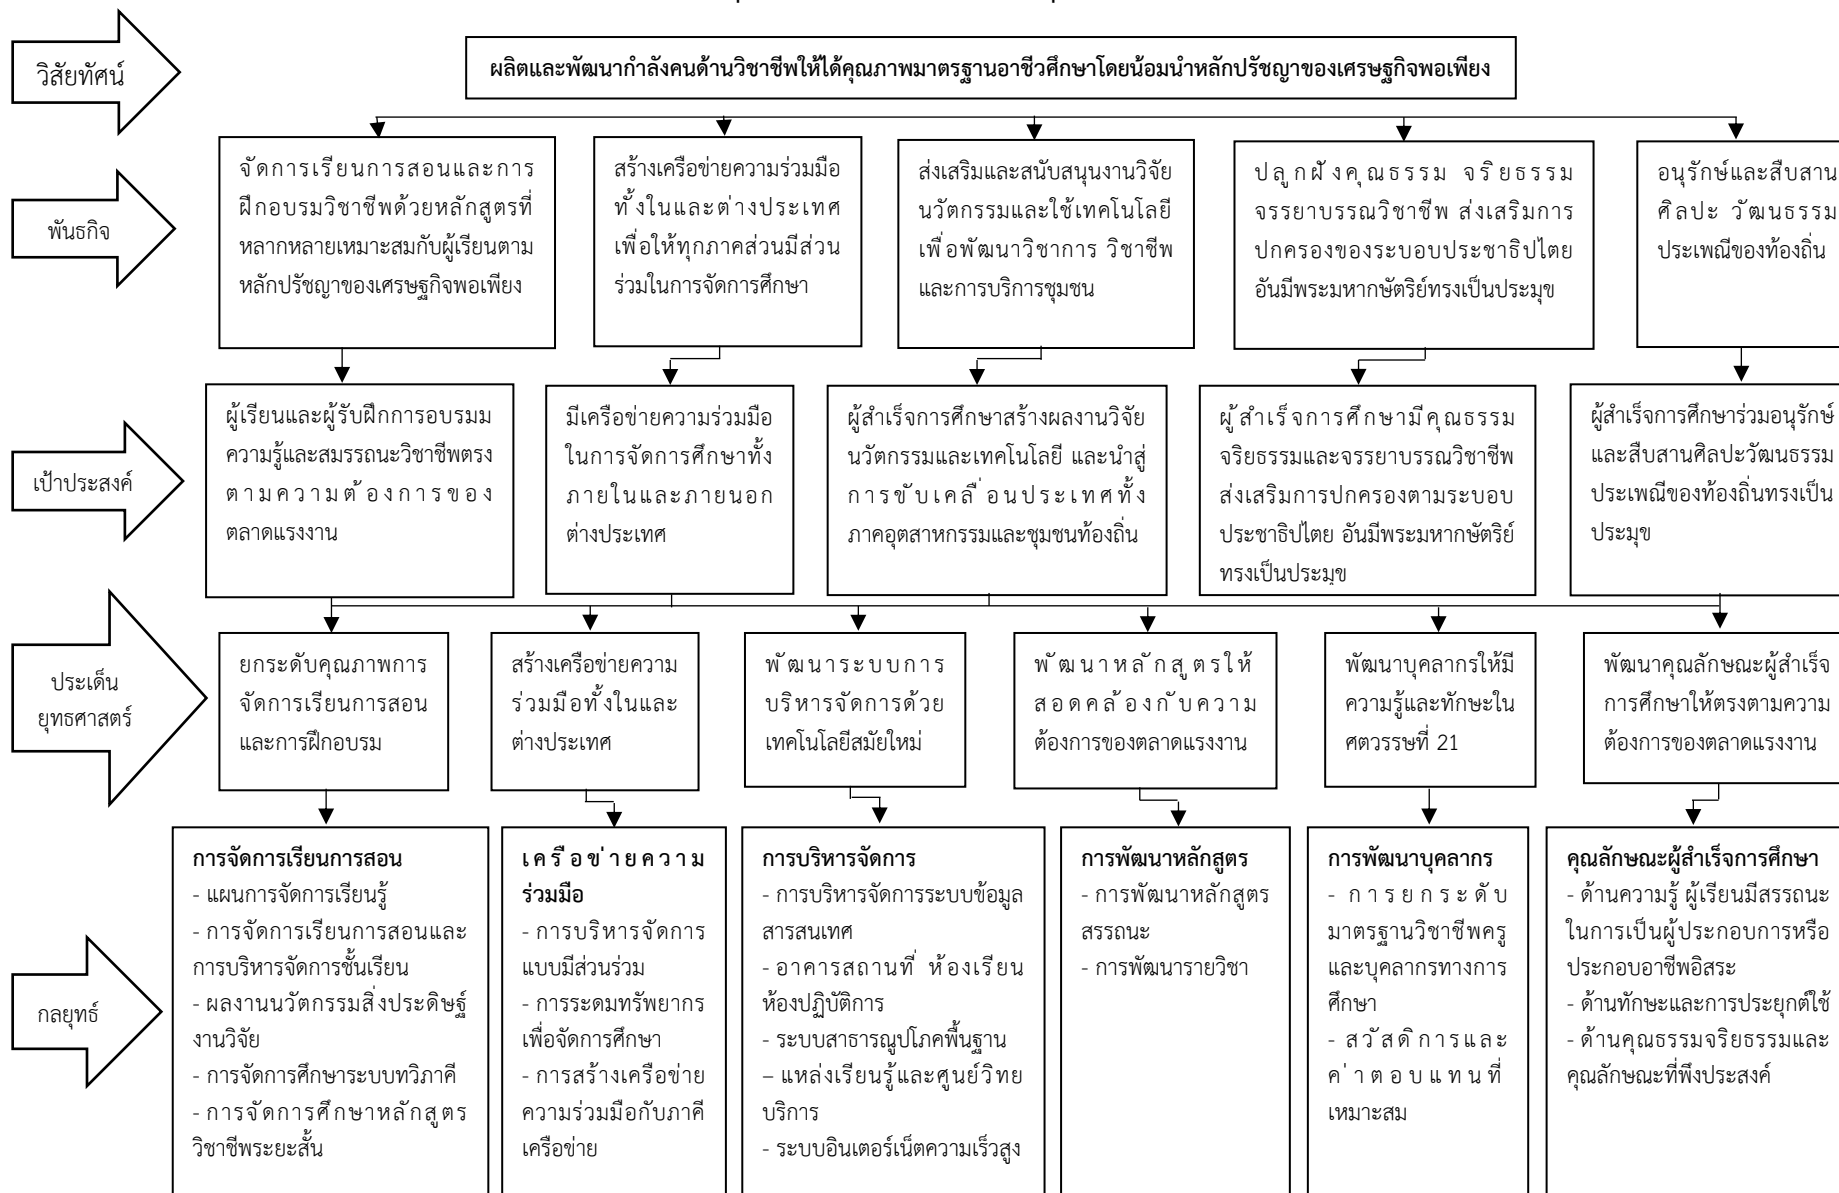 วิสัยทัศน์
ผลิตและพัฒนากำลังคนด้านวิชาชีพให้ได้คุณภาพมาตรฐานอาชีวศึกษาโดยน้อมนำหลักปรัชญาของเศรษฐกิจพอเพียง
พันธกิจ
จัดการเรียนการสอนและการ
ฝึกอบรมวิชาชีพด้วยหลักสูตรที่
หลากหลายเหมาะสมกับผู้เรียนตาม
หลักปรัชญาของเศรษฐกิจพอเพียง
สร้างเครือข่ายความร่วมมือ
ทั้งในและต่างประเทศ
เพื่อให้ทุกภาคส่วนมีส่วน
ร่วมในการจัดการศึกษา
ส่งเสริมและสนับสนุนงานวิจัย
นวัตกรรมและใช้เทคโนโลยี
เพื่อพัฒนาวิชาการ วิชาชีพ
และการบริการชุมชน
ปลูกฝังคุณธรรม จริยธรรม
จรรยาบรรณวิชาชีพ ส่งเสริมการ
ปกครองของระบอบประชาธิปไตย
อันมีพระมหากษัตริย์ทรงเป็นประมุข
อนุรักษ์และสืบสาน
ศิลปะ วัฒนธรรม
ประเพณีของท้องถิ่น
เป้าประสงค์
ผู้เรียนและผู้รับฝึกการอบรมม
ความรู้และสมรรถนะวิชาชีพตรง
ตามความต้องการของ
ตลาดแรงงาน
มีเครือข่ายความร่วมมือ
ในการจัดการศึกษาทั้ง
ภายในและภายนอก
ต่างประเทศ
ผู้สำเร็จการศึกษาสร้างผลงานวิจัย
นวัตกรรมและเทคโนโลยี และนำสู่
การขับเคลื่อนประเทศทั้ง
ภาคอุตสาหกรรมและชุมชนท้องถิ่น
ผู้สำเร็จการศึกษามีคุณธรรม
จริยธรรมและจรรยาบรรณวิชาชีพ
ส่งเสริมการปกครองตามระบอบ
ประชาธิปไตย อันมีพระมหากษัตริย์
ทรงเป็นประมุข
ผู้สำเร็จการศึกษาร่วมอนุรักษ์
และสืบสานศิลปะวัฒนธรรม
ประเพณีของท้องถิ่นทรงเป็น
ประมุข
ประเด็น
ยุทธศาสตร์
ยกระดับคุณภาพการ
จัดการเรียนการสอน
และการฝึกอบรม
สร้างเครือข่ายความ
ร่วมมือทั้งในและ
ต่างประเทศ
พัฒนาระบบการ
บริหารจัดการด้วย
เทคโนโลยีสมัยใหม่
พัฒนาหลักสูตรให้
สอดคล้องกับความ
ต้องการของตลาดแรงงาน
พัฒนาบุคลากรให้มี
ความรู้และทักษะใน
ศตวรรษที่ 21
พัฒนาคุณลักษณะผู้สำเร็จ
การศึกษาให้ตรงตามความ
ต้องการของตลาดแรงงาน
กลยุทธ์
การจัดการเรียนการสอน
- แผนการจัดการเรียนรู้
- การจัดการเรียนการสอนและ
การบริหารจัดการชั้นเรียน
- ผลงานนวัตกรรมสิ่งประดิษฐ์
งานวิจัย
- การจัดการศึกษาระบบทวิภาคี
- การจัดการศึกษาหลักสูตร
วิชาชีพระยะสั้น
เครือข่ายความ
ร่วมมือ
- การบริหารจัดการ
แบบมีส่วนร่วม
- การระดมทรัพยากร
เพื่อจัดการศึกษา
- การสร้างเครือข่าย
ความร่วมมือกับภาคี
เครือข่าย
การบริหารจัดการ
- การบริหารจัดการระบบข้อมูล
สารสนเทศ
- อาคารสถานที่ ห้องเรียน
ห้องปฏิบัติการ
- ระบบสาธารณูปโภคพื้นฐาน
– แหล่งเรียนรู้และศูนย์วิทย
บริการ
- ระบบอินเตอร์เน็ตความเร็วสูง
การพัฒนาหลักสูตร
- การพัฒนาหลักสูตร
สรรถนะ
- การพัฒนารายวิชา
การพัฒนาบุคลากร
- การยกระดับ
มาตรฐานวิชาชีพครู
และบุคลากรทางการ
ศึกษา
- สวัสดิการและ
ค่าตอบแทนที่
เหมาะสม
คุณลักษณะผู้สำเร็จการศึกษา
- ด้านความรู้ ผู้เรียนมีสรรถนะ
ในการเป็นผู้ประกอบการหรือ
ประกอบอาชีพอิสระ
- ด้านทักษะและการประยุกต์ใช้
- ด้านคุณธรรมจริยธรรมและ
คุณลักษณะที่พึงประสงค์